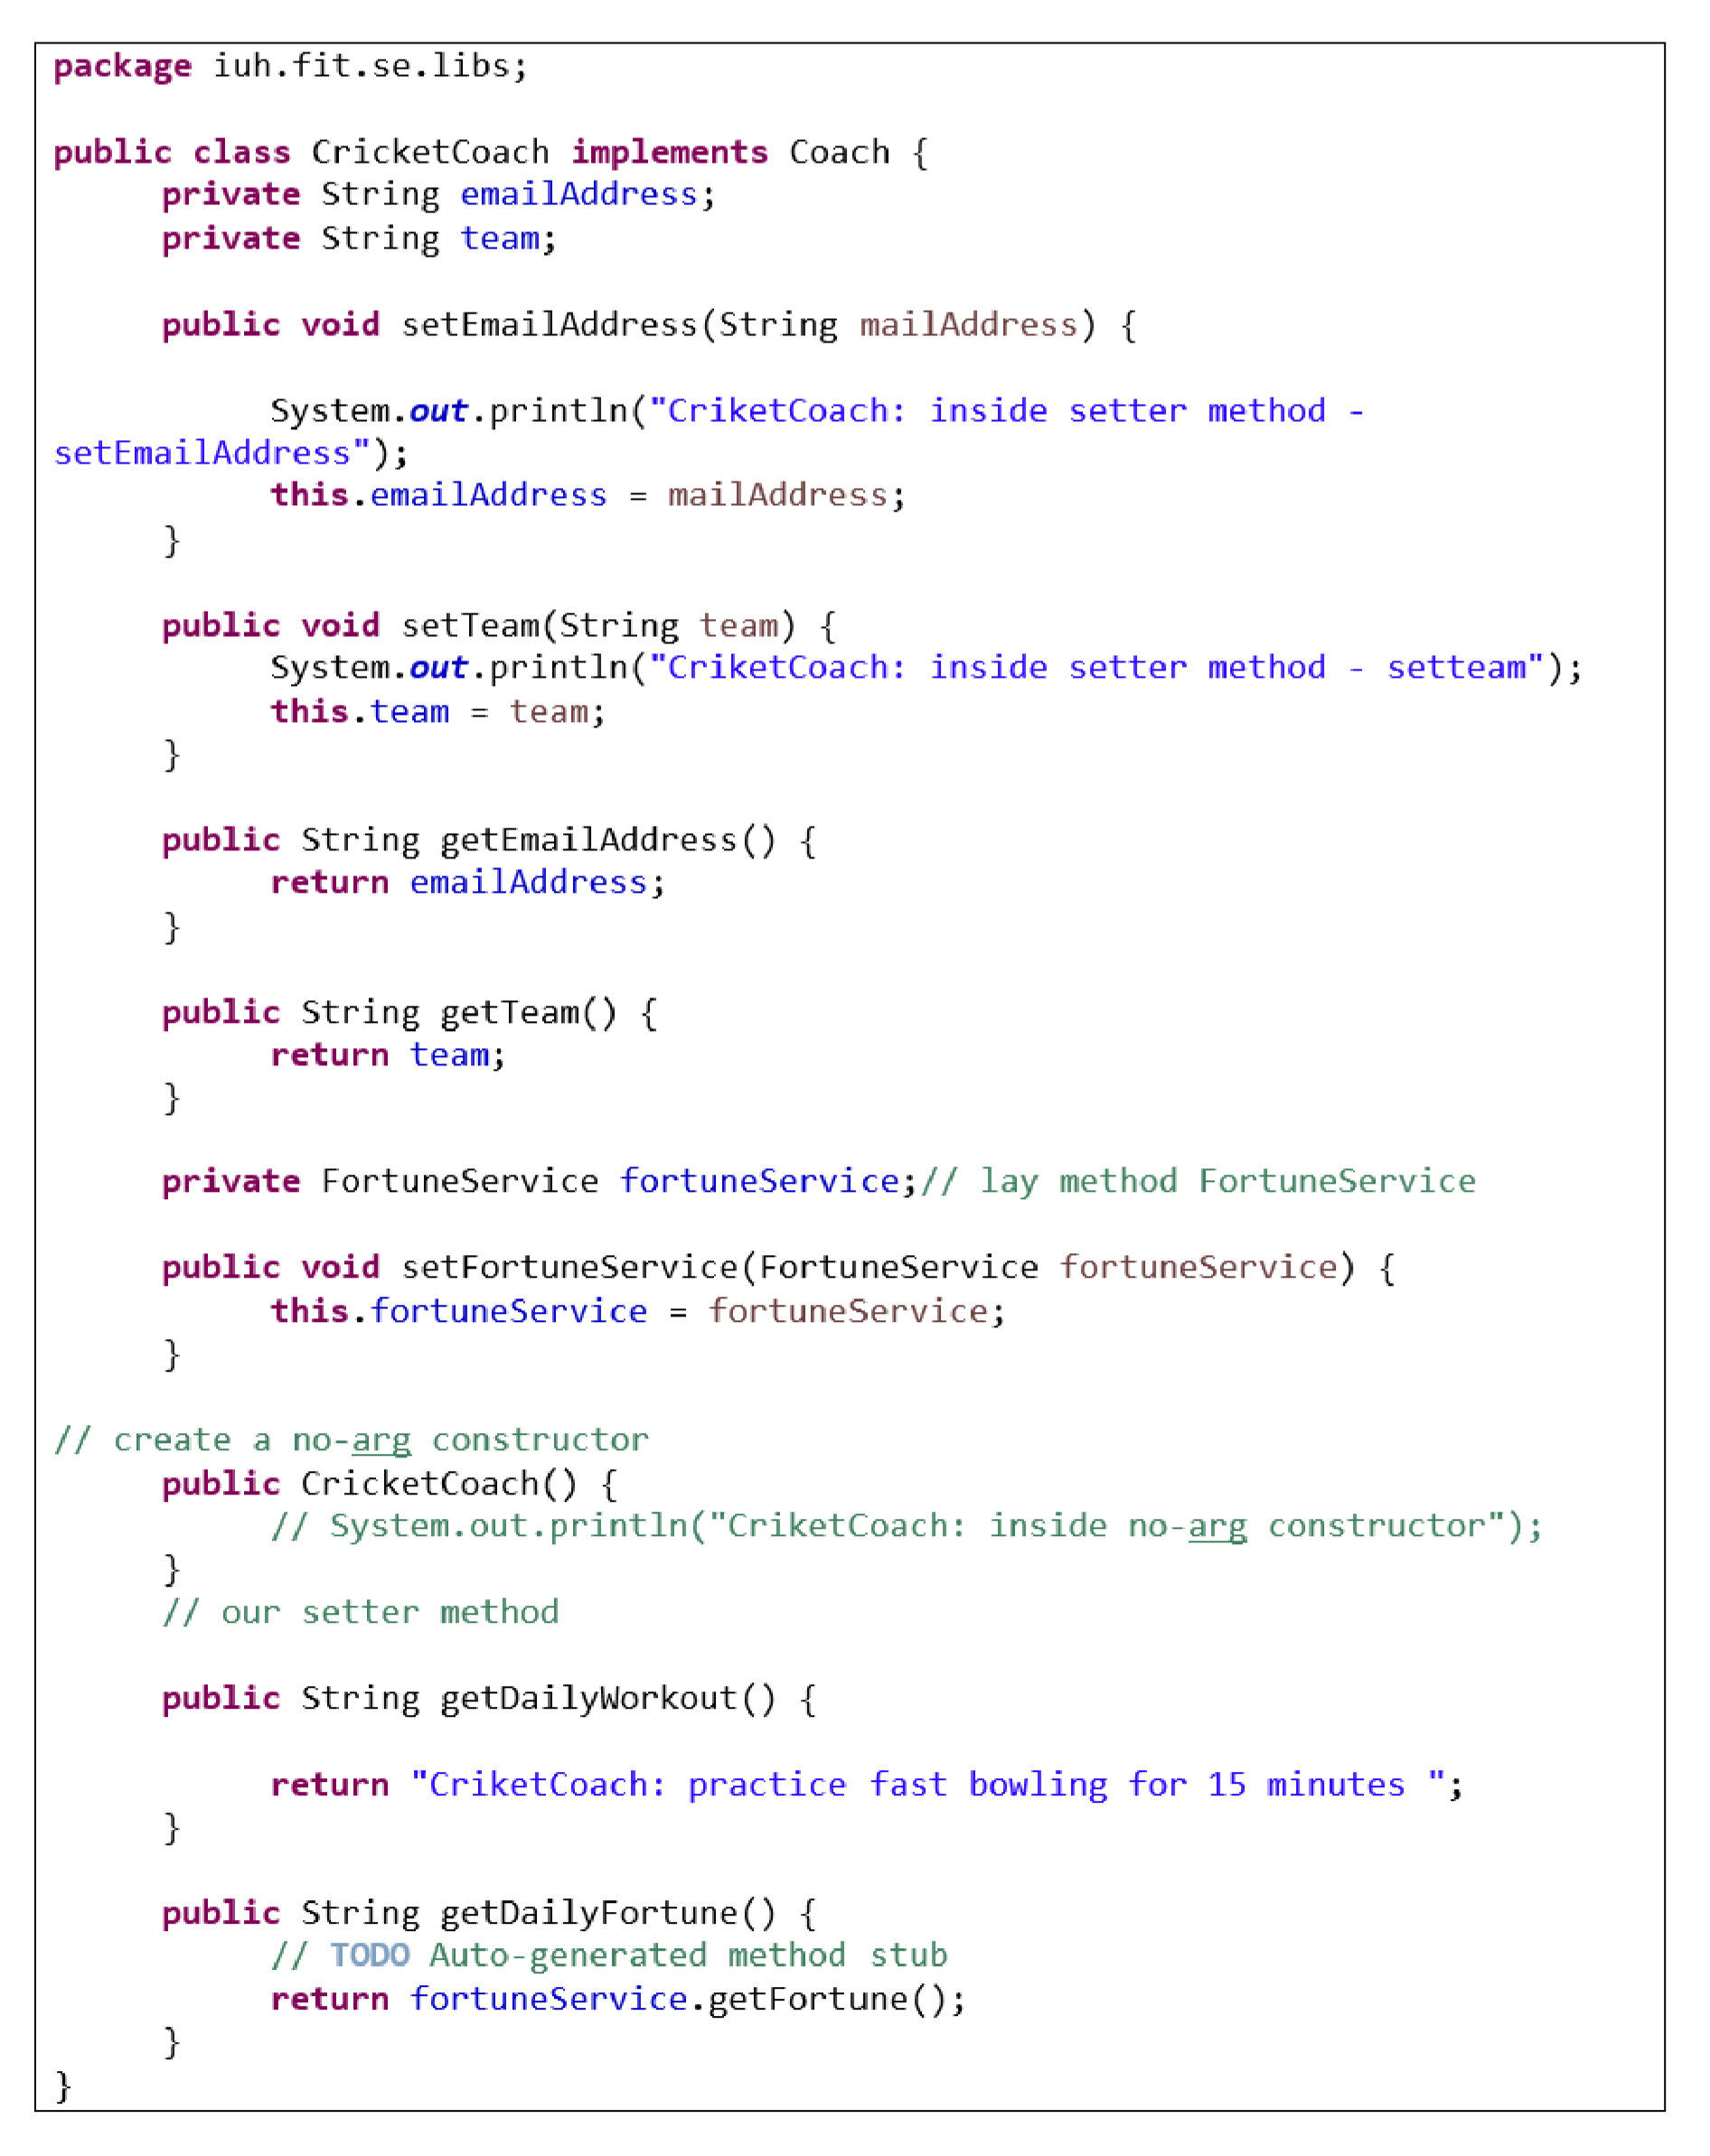 package iuh.fit.se.libs;
public class CricketCoach implements Coach {
private String emailAddress;
private String team;
public void setEmailAddress(String mailAddress) {
System.out.println("CriketCoach: inside setter method -
setEmailAddress");
this.emailAddress = mailAddress;
}
public void setTeam(String team) {
System.out.println("CriketCoach: inside setter method - setteam");
this.team = team;
}
public String getEmailAddress() {
return emailAddress;
}
public String getTeam() {
return team;
}
private FortuneService fortuneService;// lay method FortuneService
public void setFortuneService(FortuneService fortuneService) {
this.fortuneService = fortuneService;
}
// create a no-arg constructor
public CricketCoach() {
// System.out.println("CriketCoach: inside no-arg constructor");
}
// our setter method
public String getDailyWorkout() {
return "CriketCoach: practice fast bowling for 15 minutes ";
}
public String getDailyFortune() {
// TODO Auto-generated method stub
return fortuneService.getFortune();
}
}